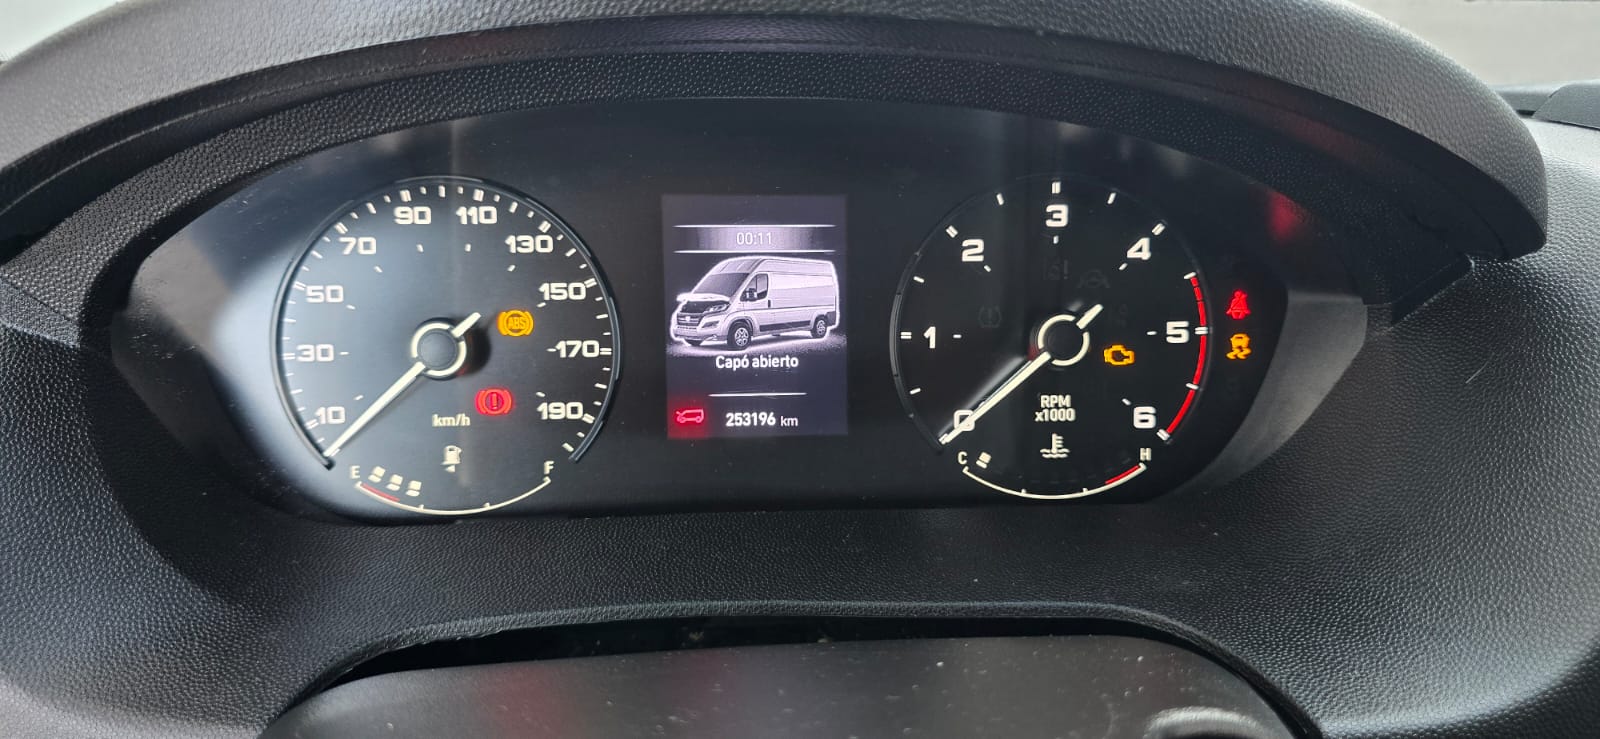 90 110
70 130
50 150
30 170
10 190
km/h
ABS
E F
00:11
Capó abierto
253196 km
3
2 4
1 5
0 6
RPM
x1000
C H